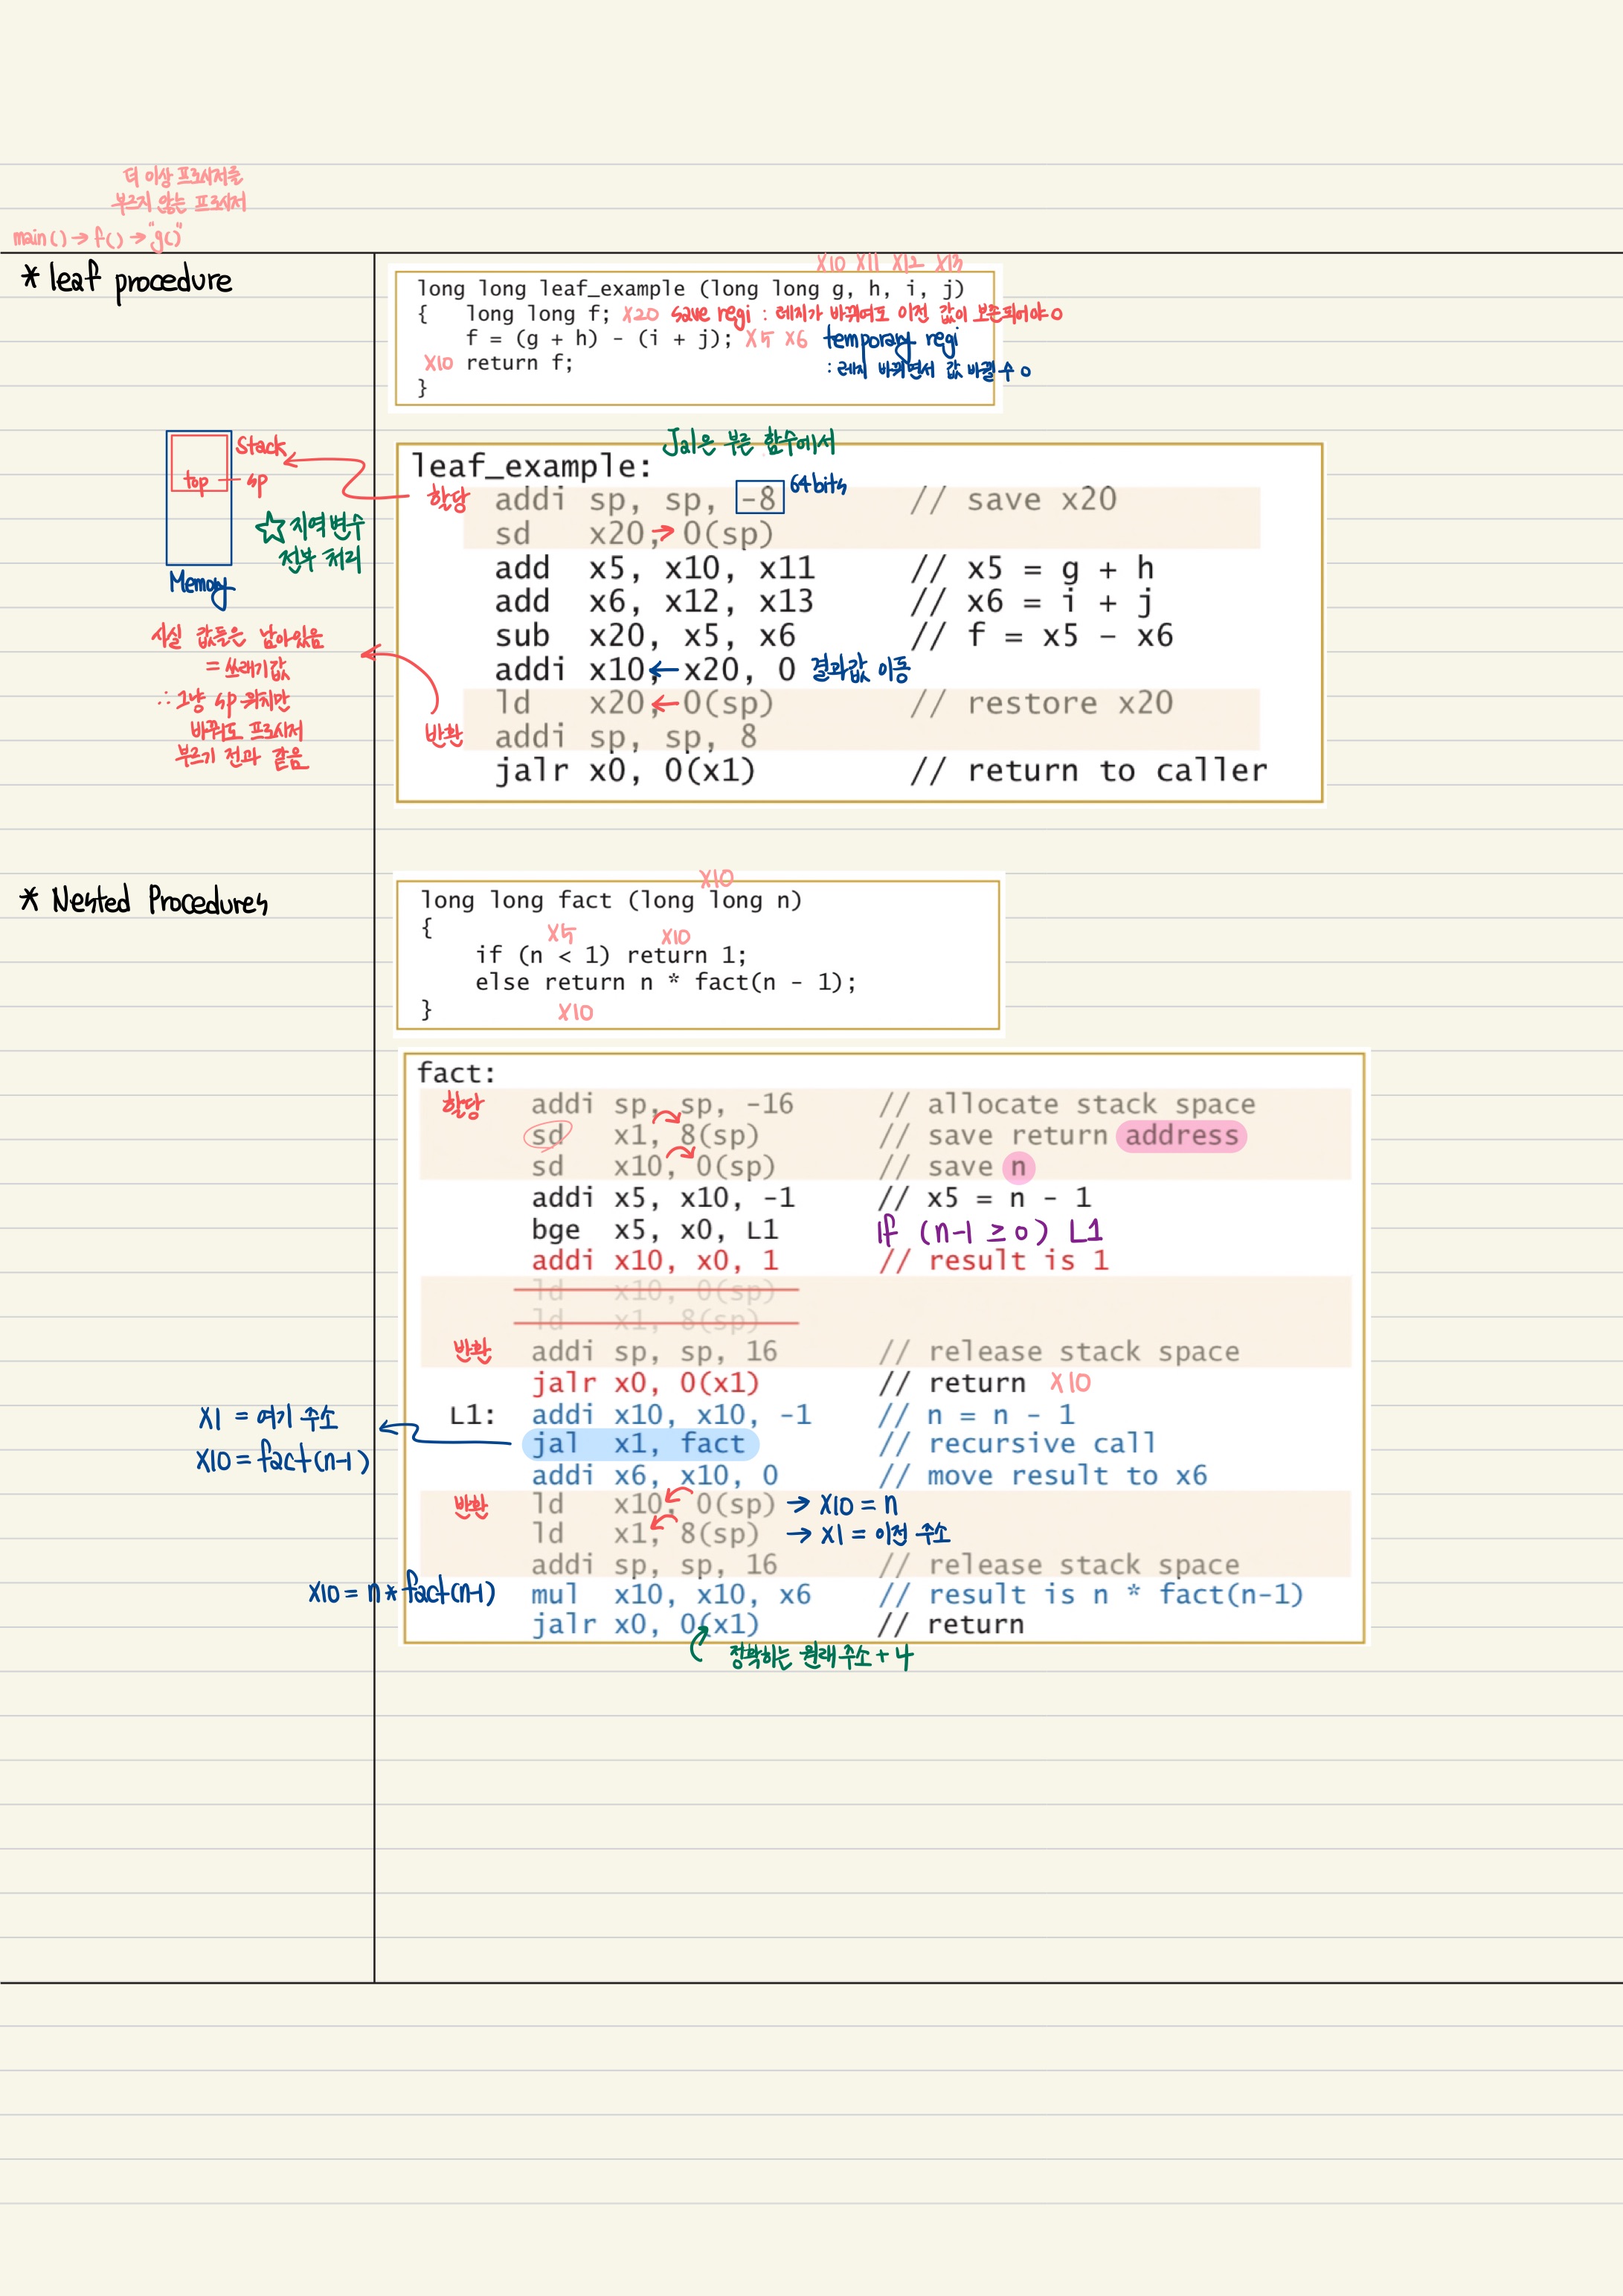 더 이상 프로시저를
부르지 않는 프로시저
main() → f() → "g()"
* leaf procedure
X10 X11 X12 X13
long long leaf_example (long long g, h, i, j)
{ long long f; X20 save regi : 레지가 바뀌여도 이전 값이 보존되어야 o
f = (g + h) - (i + j); X5 X6 temporary regi
: 레지 바뀌면서 값 바뀔 수 o
X10 return f;
}
Stack
top sp
☆ 지역변수
전부 처리
Memory
Jal은 부른 함수에서
leaf_example:
할당 addi sp, sp, -8 64bits // save x20
sd x20, → 0(sp)
add x5, x10, x11 // x5 = g + h
add x6, x12, x13 // x6 = i + j
sub x20, x5, x6 // f = x5 - x6
addi x10, ← x20, 0 결과값 이동
ld x20, ← 0(sp) // restore x20
반환 addi sp, sp, 8
jalr x0, 0(x1) // return to caller
사실 값들은 남아있음
= 쓰래기값
∴ 그냥 sp 위치만
바꿔도 프로시저
부르기 전과 같음
* Nested Procedures
X10
long long fact (long long n)
{
X5 X10
if (n < 1) return 1;
else return n * fact(n - 1);
} X10
fact:
할당 addi sp, sp, -16 // allocate stack space
sd x1, 8(sp) // save return address
sd x10, 0(sp) // save n
addi x5, x10, -1 // x5 = n - 1
bge x5, x0, L1 If (n-1 ≥ 0) L1
addi x10, x0, 1 // result is 1
ld x10, 0(sp)
ld x1, 8(sp)
반환 addi sp, sp, 16 // release stack space
jalr x0, 0(x1) // return X10
L1: addi x10, x10, -1 // n = n - 1
jal x1, fact // recursive call
X1 = 여기 주소
X10 = fact(n-1)
addi x6, x10, 0 // move result to x6
반환 ld x10, 0(sp) → X10 = n
ld x1, 8(sp) → X1 = 이전 주소
addi sp, sp, 16 // release stack space
X10 = n * fact(n-1) mul x10, x10, x6 // result is n * fact(n-1)
jalr x0, 0(x1) // return
정확히는 원래 주소 + 4